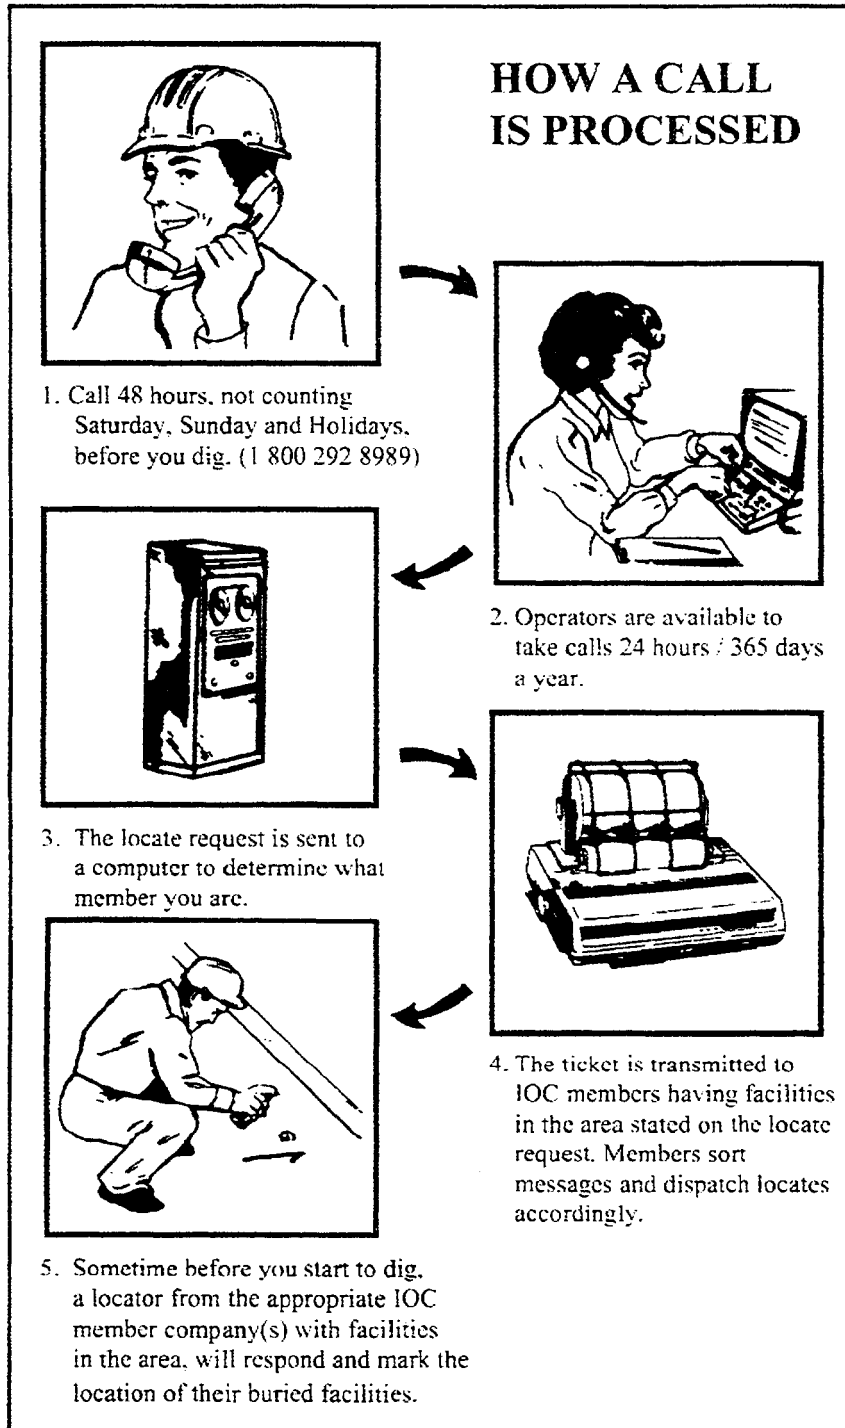 HOW A CALL
IS PROCESSED
1. Call 48 hours, not counting
Saturday, Sunday and Holidays,
before you dig. (1 800 292 8989)
2. Operators are available to
take calls 24 hours / 365 days
a year.
3. The locate request is sent to
a computer to determine what
member you are.
4. The ticket is transmitted to
IOC members having facilities
in the area stated on the locate
request. Members sort
messages and dispatch locates
accordingly.
G
5. Sometime before you start to dig,
a locator from the appropriate IOC
member company(s) with facilities
in the area, will respond and mark the
location of their buried facilities.